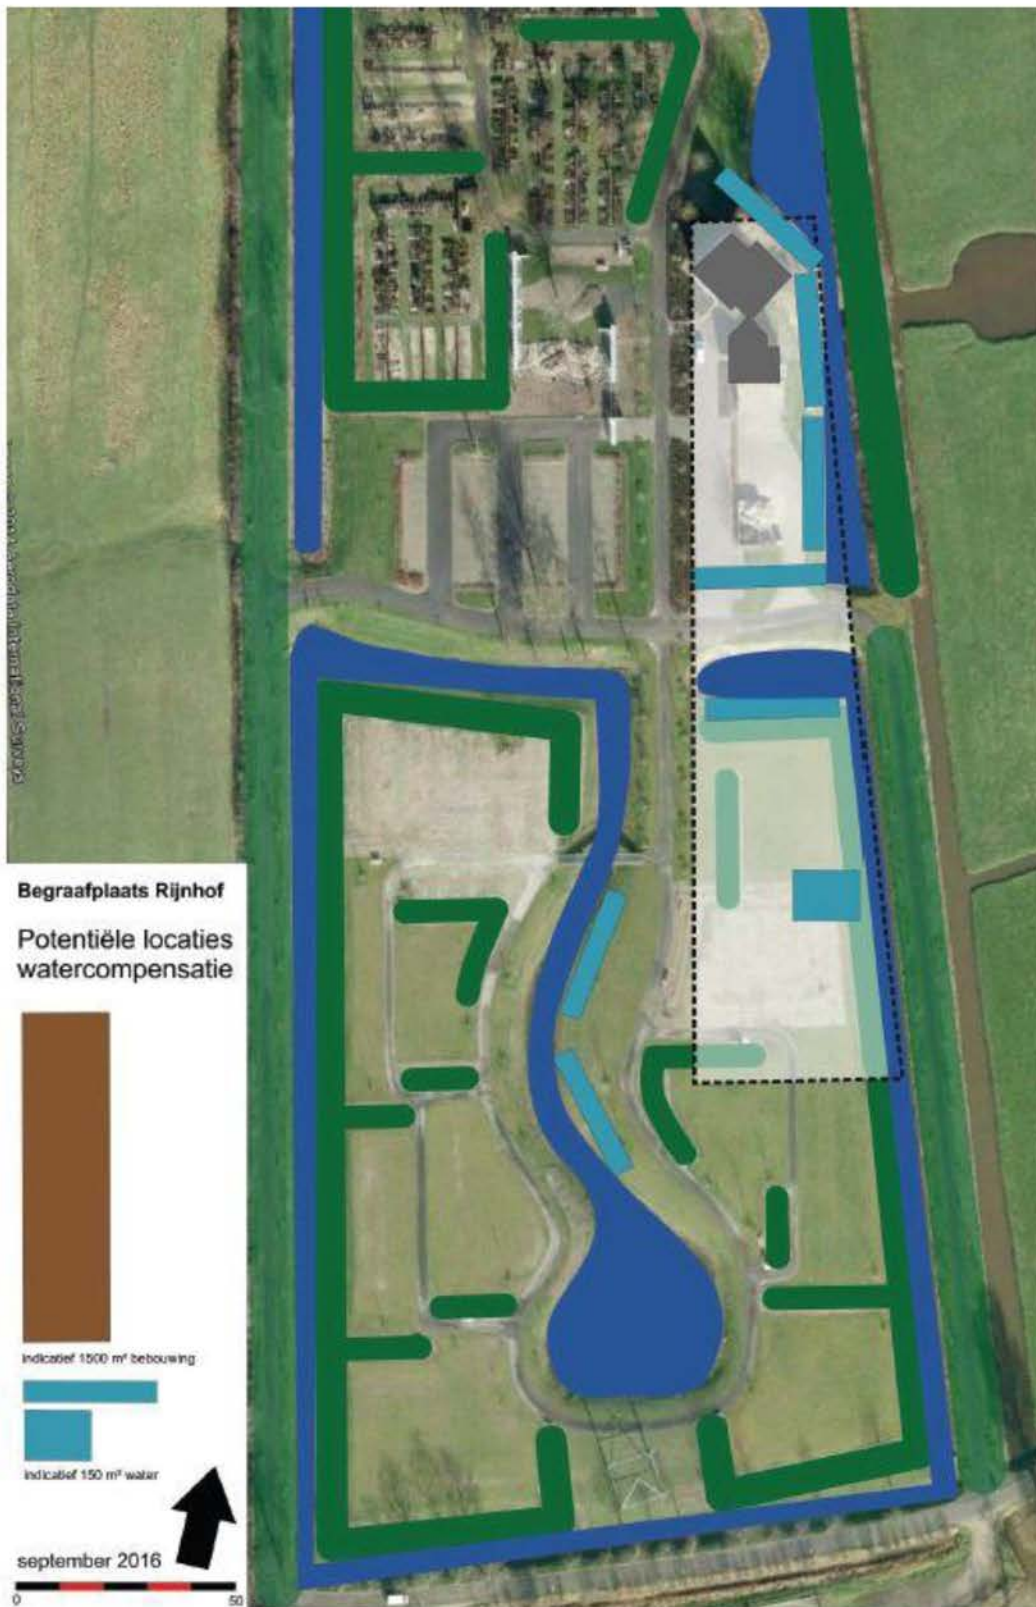 Begraafplaats Rijnhof
Potentiële locaties
watercompensatie
indicatief 1500 m² bebouwing
indicatief 150 m² water
september 2016
0 50